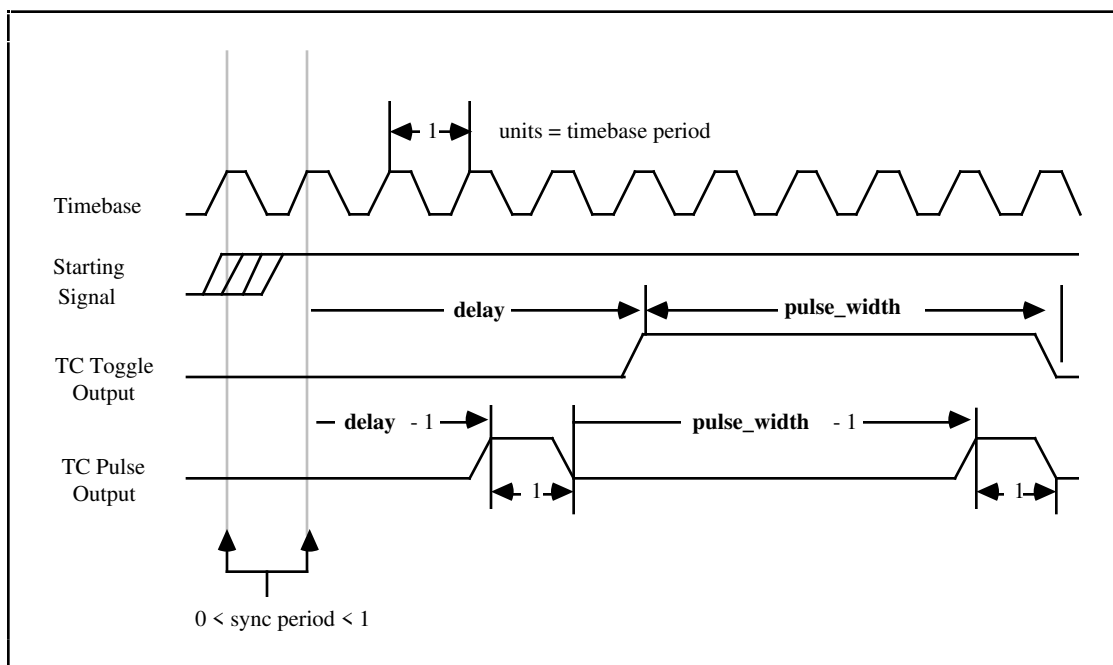 1 units = timebase period
Timebase
Starting
Signal
delay pulse_width
TC Toggle
Output
delay - 1 pulse_width - 1
TC Pulse
Output
1 1
0 < sync period < 1